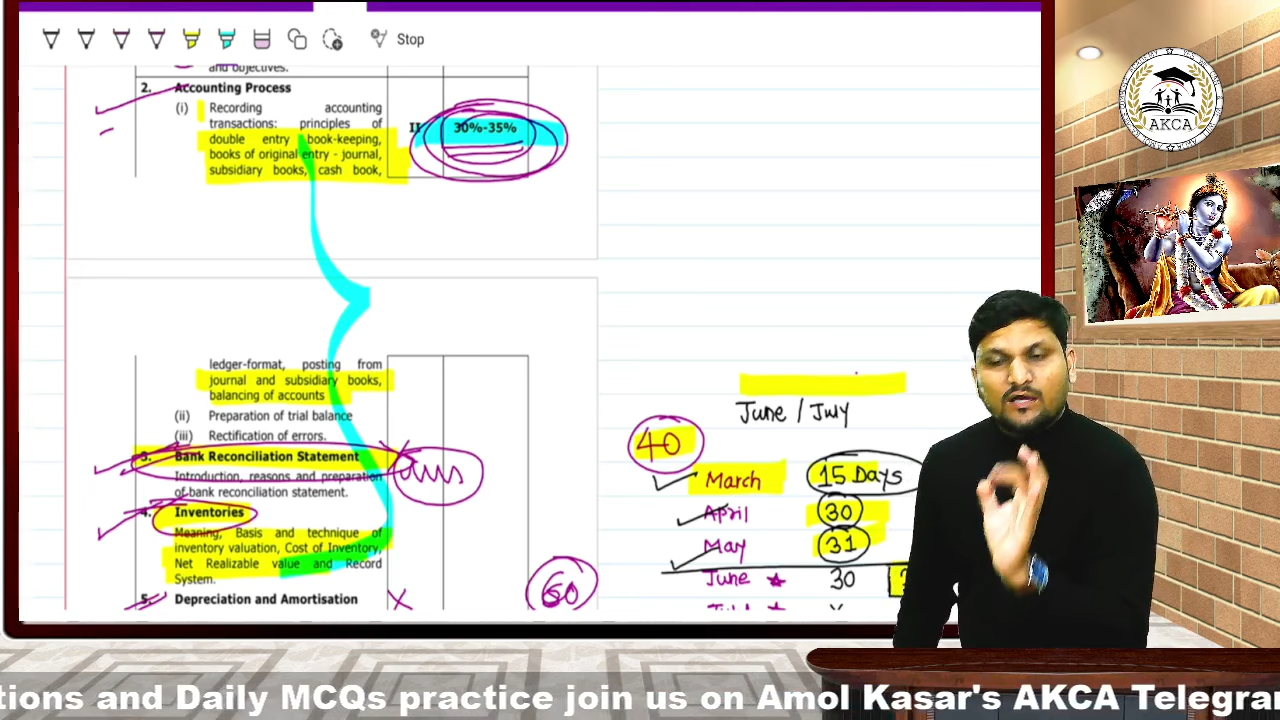 Stop
and objectives.
2. Accounting Process
(i) Recording accounting
transactions: principles of
double entry book-keeping,
books of original entry - journal,
subsidiary books, cash book,
II 30%-35%
ledger-format, posting from
journal and subsidiary books,
balancing of accounts
(ii) Preparation of trial balance
(iii) Rectification of errors.
3. Bank Reconciliation Statement
Introduction, reasons and preparation
of bank reconciliation statement.
4. Inventories
Meaning, Basis and technique of
inventory valuation, Cost of Inventory,
Net Realizable value and Record
System.
5. Depreciation and Amortisation
60
June / July
40
March 15 Days
April 30
May 31
June 30
AKCA
tions and Daily MCQs practice join us on Amol Kasar's AKCA Telegra